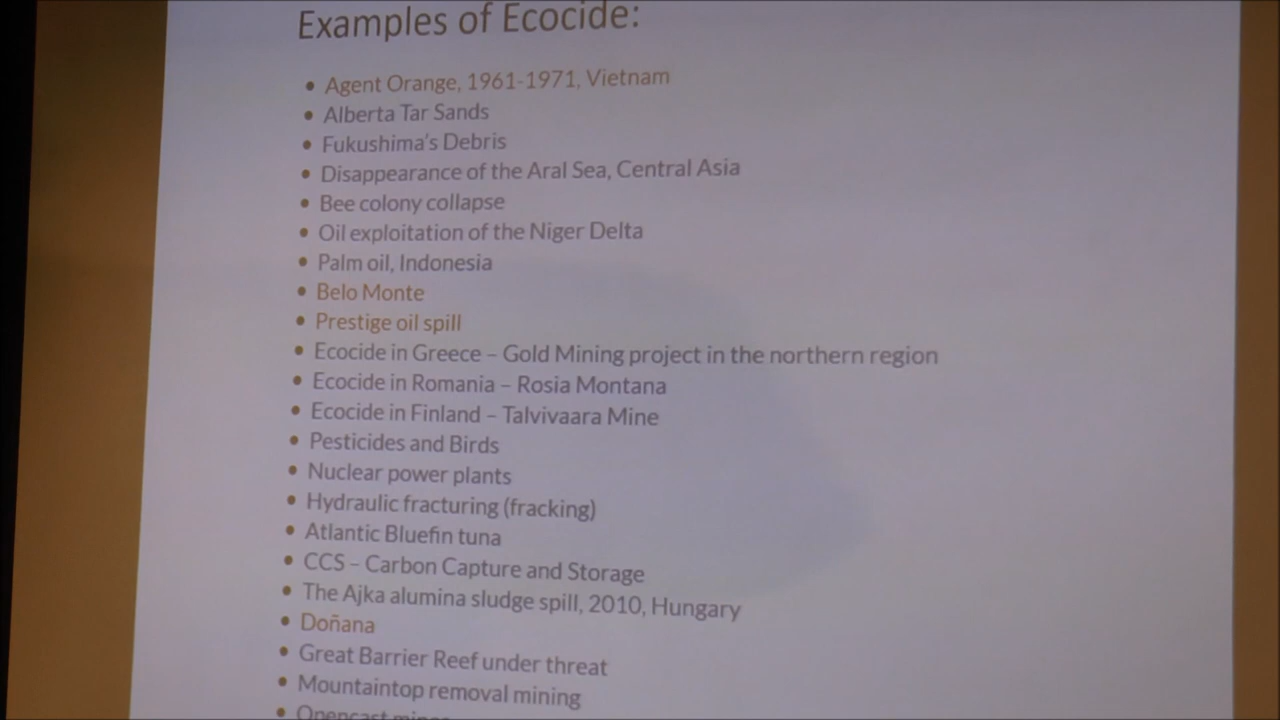 Examples of Ecocide:
• Agent Orange, 1961-1971, Vietnam
• Alberta Tar Sands
• Fukushima's Debris
• Disappearance of the Aral Sea, Central Asia
• Bee colony collapse
• Oil exploitation of the Niger Delta
• Palm oil, Indonesia
• Belo Monte
• Prestige oil spill
• Ecocide in Greece – Gold Mining project in the northern region
• Ecocide in Romania – Rosia Montana
• Ecocide in Finland – Talvivaara Mine
• Pesticides and Birds
• Nuclear power plants
• Hydraulic fracturing (fracking)
• Atlantic Bluefin tuna
• CCS – Carbon Capture and Storage
• The Ajka alumina sludge spill, 2010, Hungary
• Doñana
• Great Barrier Reef under threat
• Mountaintop removal mining
• Opencast